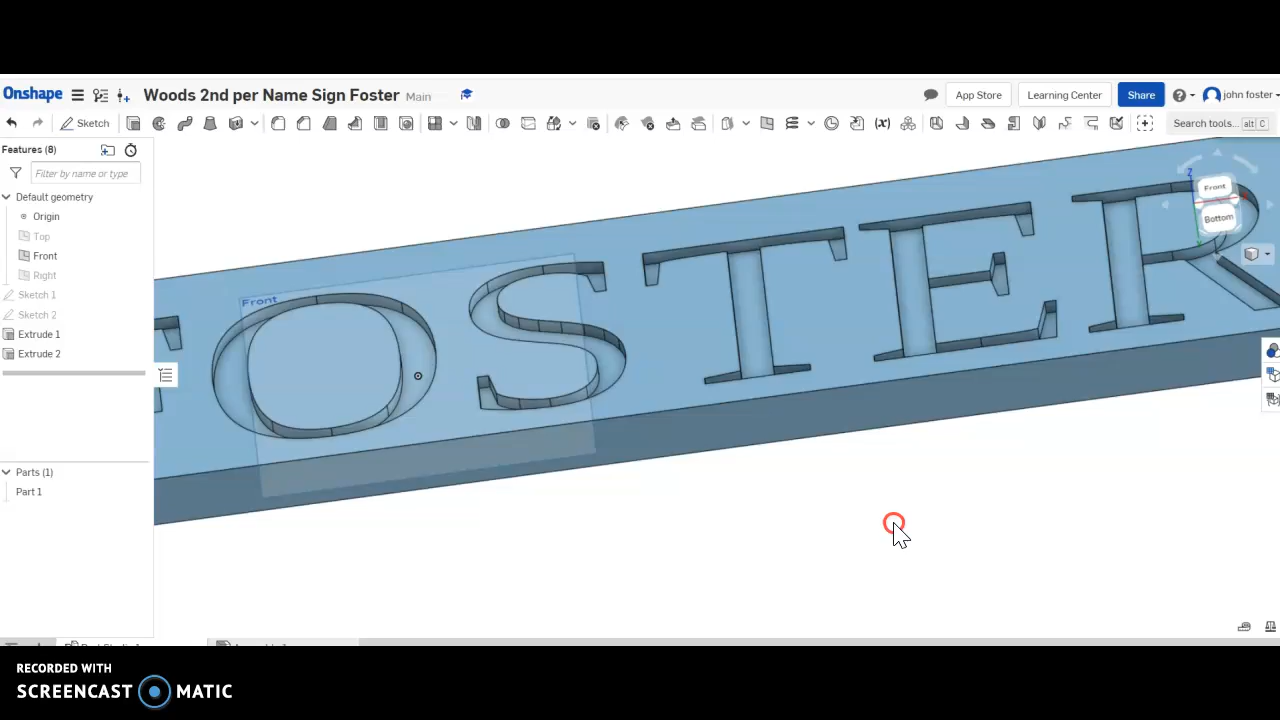 Onshape
Woods 2nd per Name Sign Foster Main
App Store
Learning Center
Share
john foster
Sketch
Search tools... alt C
Features (8)
Filter by name or type
Default geometry
Origin
Top
Front
Right
Sketch 1
Sketch 2
Extrude 1
Extrude 2
Parts (1)
Part 1
Front
FOSTER
Z
Front
Bottom
RECORDED WITH
SCREENCAST MATIC